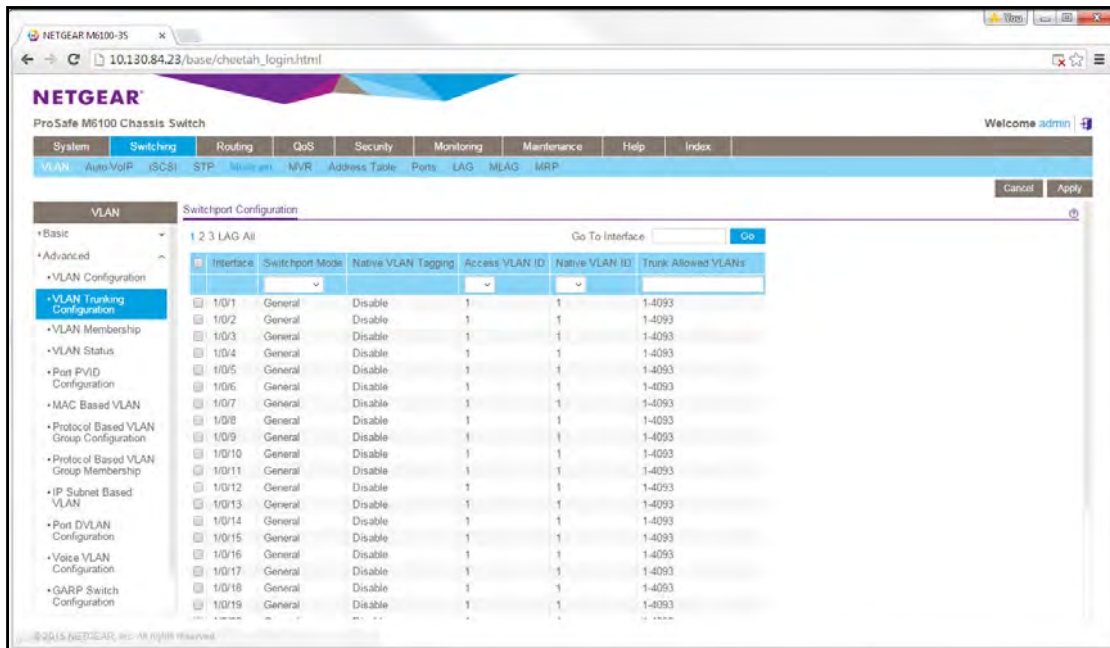 NETGEAR M6100-3S
10.130.84.23/base/cheetah_login.html
NETGEAR
ProSafe M6100 Chassis Switch
Welcome admin
System Switching Routing QoS Security Monitoring Maintenance Help Index
VLAN Auto-VoIP iSCSI STP Multicast MVR Address Table Ports LAG MLAG MRP
Cancel Apply
VLAN
Switchport Configuration
Basic
Advanced
VLAN Configuration
VLAN Trunking
Configuration
VLAN Membership
VLAN Status
Port PVID
Configuration
MAC Based VLAN
Protocol Based VLAN
Group Configuration
Protocol Based VLAN
Group Membership
IP Subnet Based
VLAN
Port DVLAN
Configuration
Voice VLAN
Configuration
GARP Switch
Configuration
1 2 3 LAG All Go To Interface Go
Interface Switchport Mode Native VLAN Tagging Access VLAN ID Native VLAN ID Trunk Allowed VLANs
1/0/1 General Disable 1 1 1-4093
1/0/2 General Disable 1 1 1-4093
1/0/3 General Disable 1 1 1-4093
1/0/4 General Disable 1 1 1-4093
1/0/5 General Disable 1 1 1-4093
1/0/6 General Disable 1 1 1-4093
1/0/7 General Disable 1 1 1-4093
1/0/8 General Disable 1 1 1-4093
1/0/9 General Disable 1 1 1-4093
1/0/10 General Disable 1 1 1-4093
1/0/11 General Disable 1 1 1-4093
1/0/12 General Disable 1 1 1-4093
1/0/13 General Disable 1 1 1-4093
1/0/14 General Disable 1 1 1-4093
1/0/15 General Disable 1 1 1-4093
1/0/16 General Disable 1 1 1-4093
1/0/17 General Disable 1 1 1-4093
1/0/18 General Disable 1 1 1-4093
1/0/19 General Disable 1 1 1-4093
©2015 NETGEAR, Inc. All rights reserved